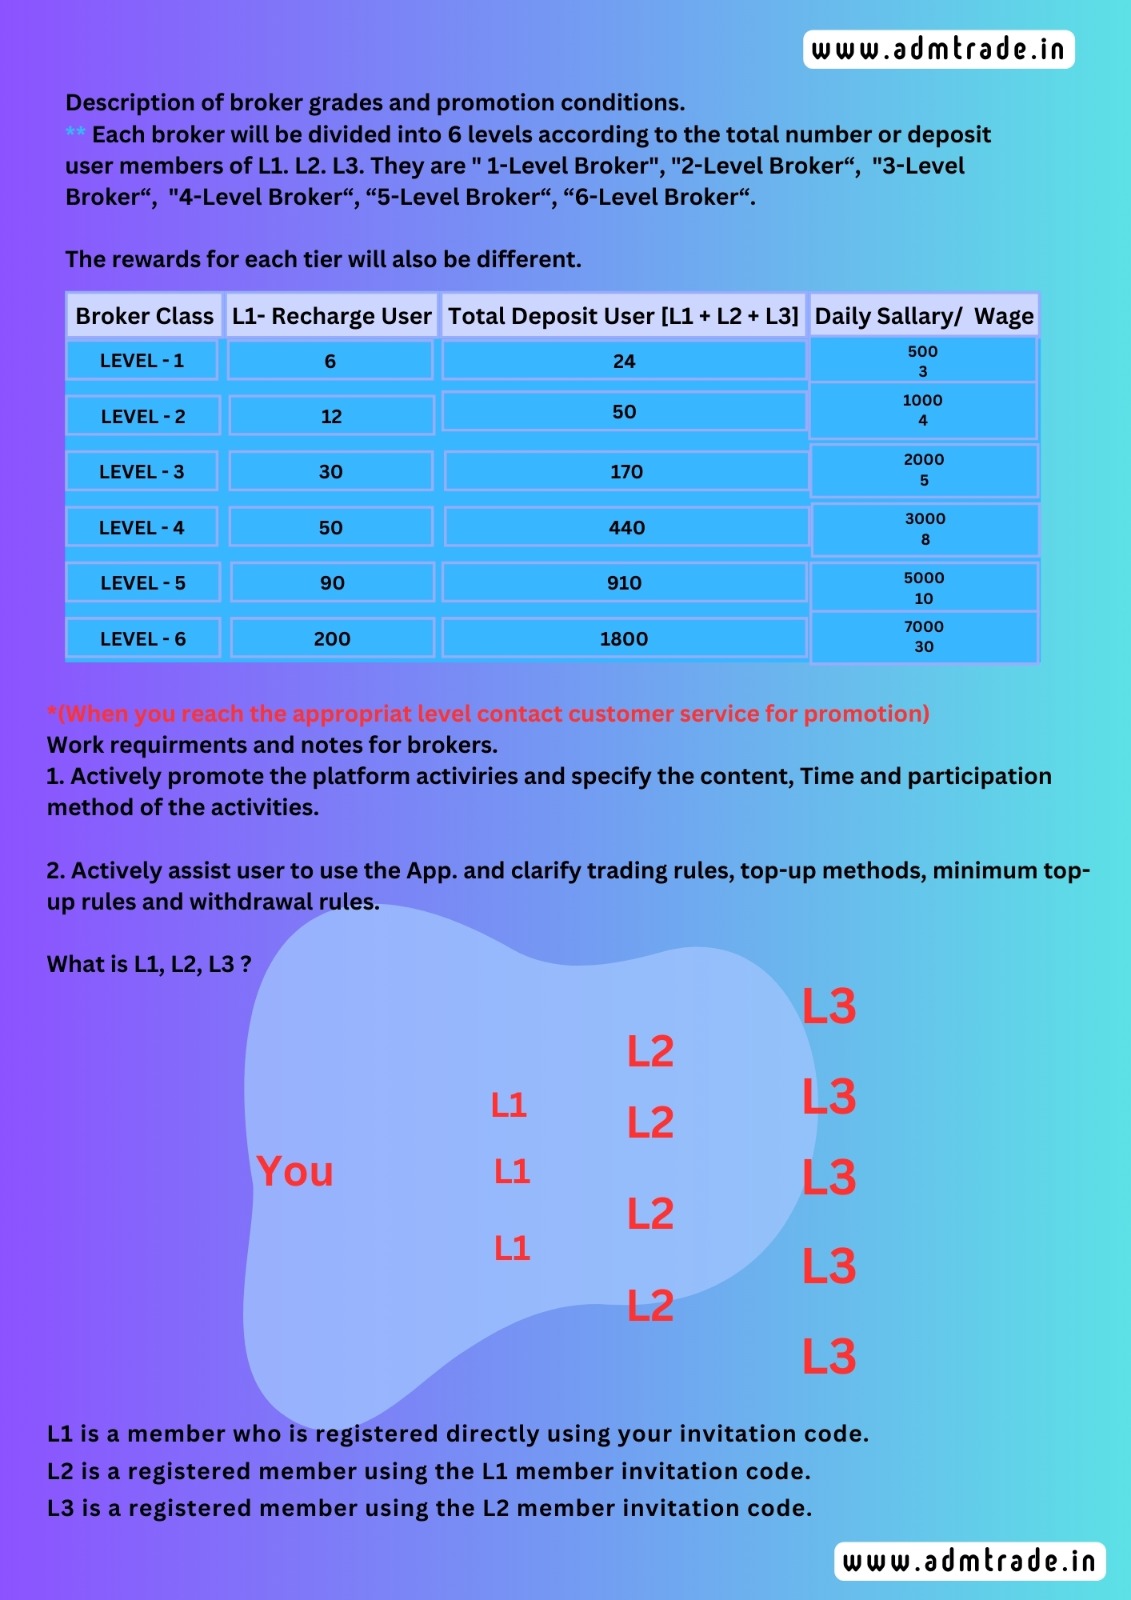 www.admtrade.in
Description of broker grades and promotion conditions.
** Each broker will be divided into 6 levels according to the total number or deposit
user members of L1. L2. L3. They are " 1-Level Broker", "2-Level Broker“, "3-Level
Broker“, "4-Level Broker“, “5-Level Broker“, “6-Level Broker“.
The rewards for each tier will also be different.
Broker Class L1- Recharge User Total Deposit User [L1 + L2 + L3] Daily Sallary/ Wage
LEVEL - 1 6 24 500
3
LEVEL - 2 12 50 1000
4
LEVEL - 3 30 170 2000
5
LEVEL - 4 50 440 3000
8
LEVEL - 5 90 910 5000
10
LEVEL - 6 200 1800 7000
30
*(When you reach the appropriat level contact customer service for promotion)
Work requirments and notes for brokers.
1. Actively promote the platform activiries and specify the content, Time and participation
method of the activities.
2. Actively assist user to use the App. and clarify trading rules, top-up methods, minimum top-
up rules and withdrawal rules.
What is L1, L2, L3 ?
L3
L2
L3
L1
L2
You
L1
L3
L2
L1
L3
L2
L3
L1 is a member who is registered directly using your invitation code.
L2 is a registered member using the L1 member invitation code.
L3 is a registered member using the L2 member invitation code.
www.admtrade.in